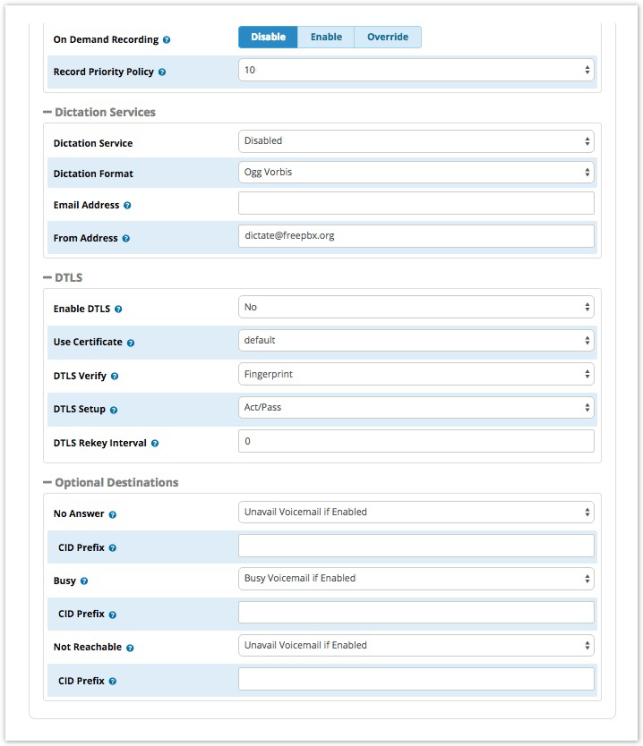 On Demand Recording ? Disable Enable Override
Record Priority Policy ? 10
— Dictation Services
Dictation Service Disabled
Dictation Format Ogg Vorbis
Email Address ?
From Address ? dictate@freepbx.org
— DTLS
Enable DTLS ? No
Use Certificate ? default
DTLS Verify ? Fingerprint
DTLS Setup ? Act/Pass
DTLS Rekey Interval ? 0
— Optional Destinations
No Answer ? Unavail Voicemail if Enabled
CID Prefix ?
Busy ? Busy Voicemail if Enabled
CID Prefix ?
Not Reachable ? Unavail Voicemail if Enabled
CID Prefix ?